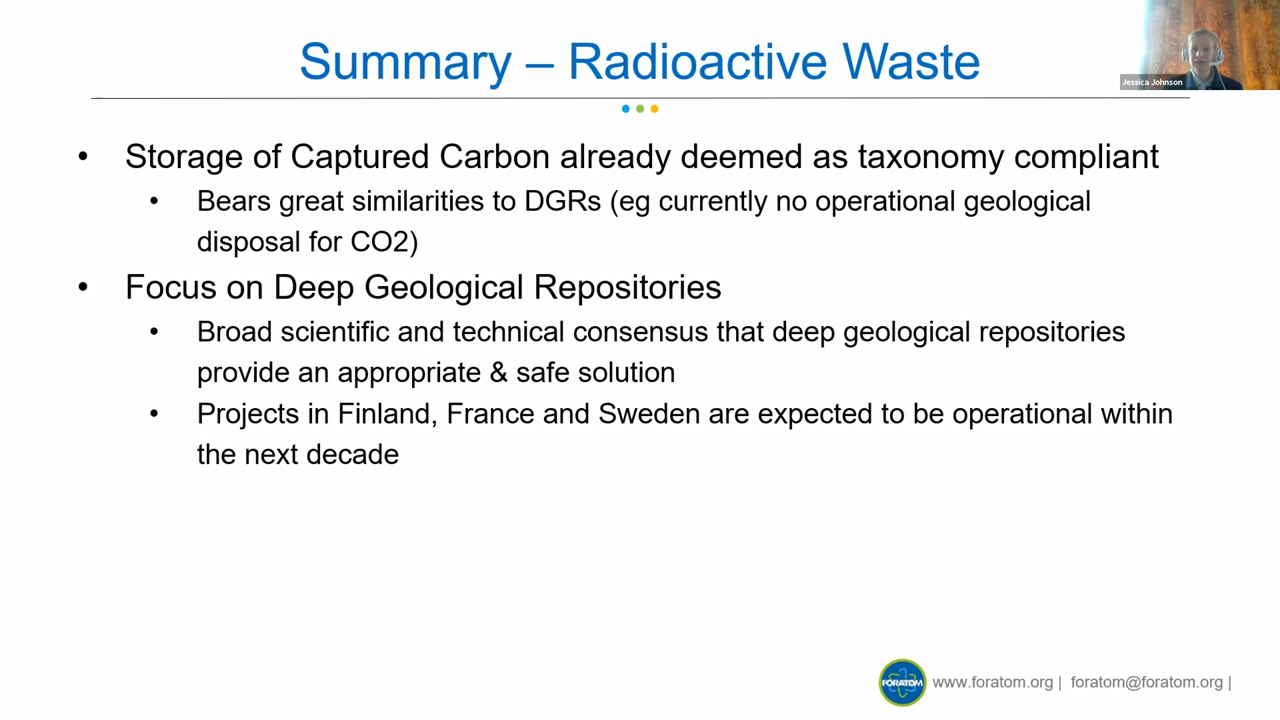 Summary – Radioactive Waste
Jessica Johnson
• Storage of Captured Carbon already deemed as taxonomy compliant
• Bears great similarities to DGRs (eg currently no operational geological
disposal for CO2)
• Focus on Deep Geological Repositories
• Broad scientific and technical consensus that deep geological repositories
provide an appropriate & safe solution
• Projects in Finland, France and Sweden are expected to be operational within
the next decade
FORATOM
www.foratom.org | foratom@foratom.org |